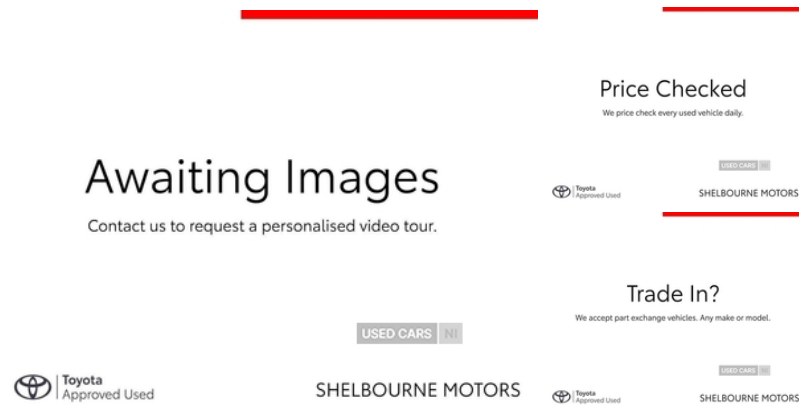 Awaiting Images
Contact us to request a personalised video tour.
USED CARS NI
Toyota
Approved Used
SHELBOURNE MOTORS
Price Checked
We price check every used vehicle daily.
USED CARS NI
Toyota
Approved Used
SHELBOURNE MOTORS
Trade In?
We accept part exchange vehicles. Any make or model.
USED CARS NI
Toyota
Approved Used
SHELBOURNE MOTORS